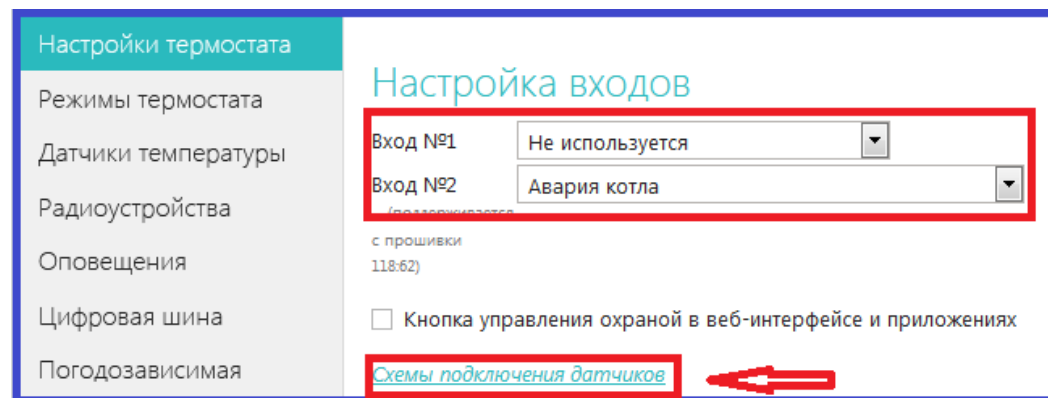 Настройки термостата
Режимы термостата
Датчики температуры
Радиоустройства
Оповещения
Цифровая шина
Погодозависимая
Настройка входов
Вход №1 Не используется
Вход №2 Авария котла
(поддерживается
с прошивки
118:62)
Кнопка управления охраной в веб-интерфейсе и приложениях
Схемы подключения датчиков